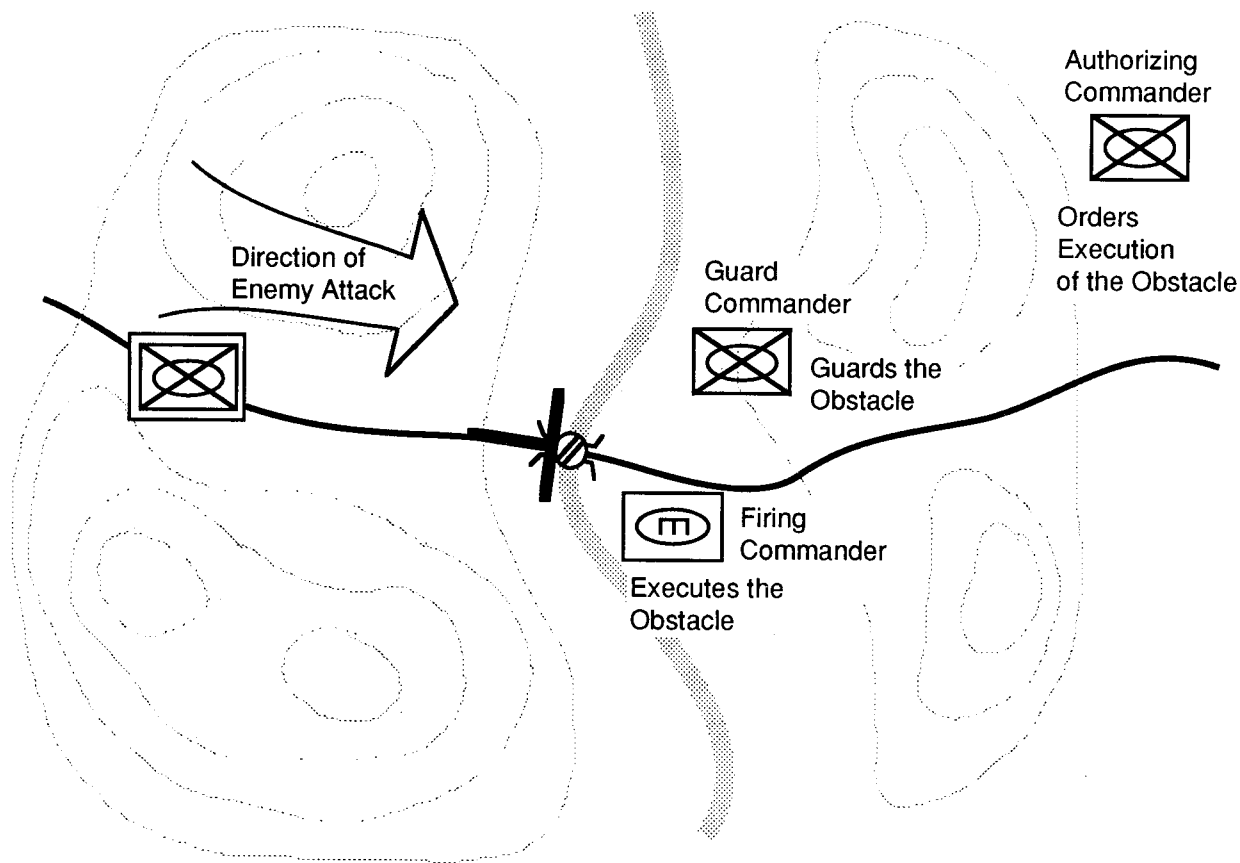 Authorizing
Commander
Orders
Execution
of the Obstacle
Direction of
Enemy Attack
Guard
Commander
Guards the
Obstacle
Firing
Commander
Executes the
Obstacle